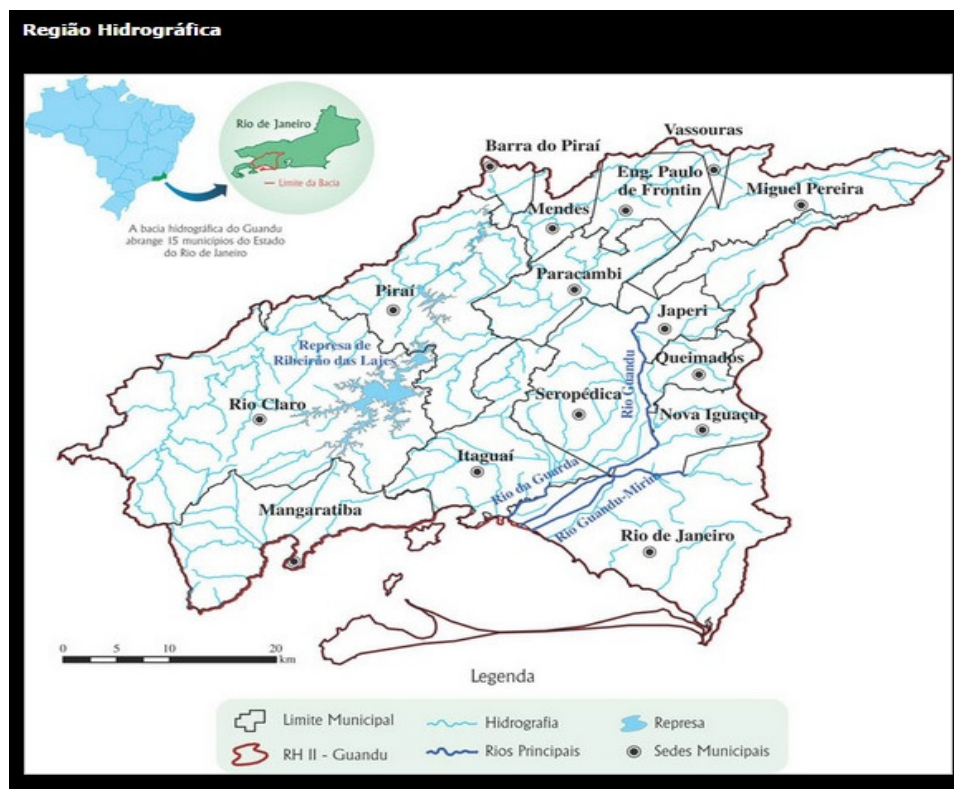 Região Hidrográfica
Rio de Janeiro
Limite da Bacia
A bacia hidrográfica do Guandu
abrange 15 municípios do Estado
do Rio de Janeiro
Vassouras
Barra do Piraí
Eng. Paulo
de Frontin
Miguel Pereira
Mendes
Paracambi
Piraí
Japeri
Represa de
Ribeirão das Lajes
Queimados
Rio Guandu
Seropédica
Rio Claro
Nova Iguaçu
Itaguaí
Rio da Guarda
Rio Guandu-Mirim
Mangaratiba
Rio de Janeiro
0 5 10 20
km
Legenda
Limite Municipal
Hidrografia
Represa
RH II - Guandu
Rios Principais
Sedes Municipais